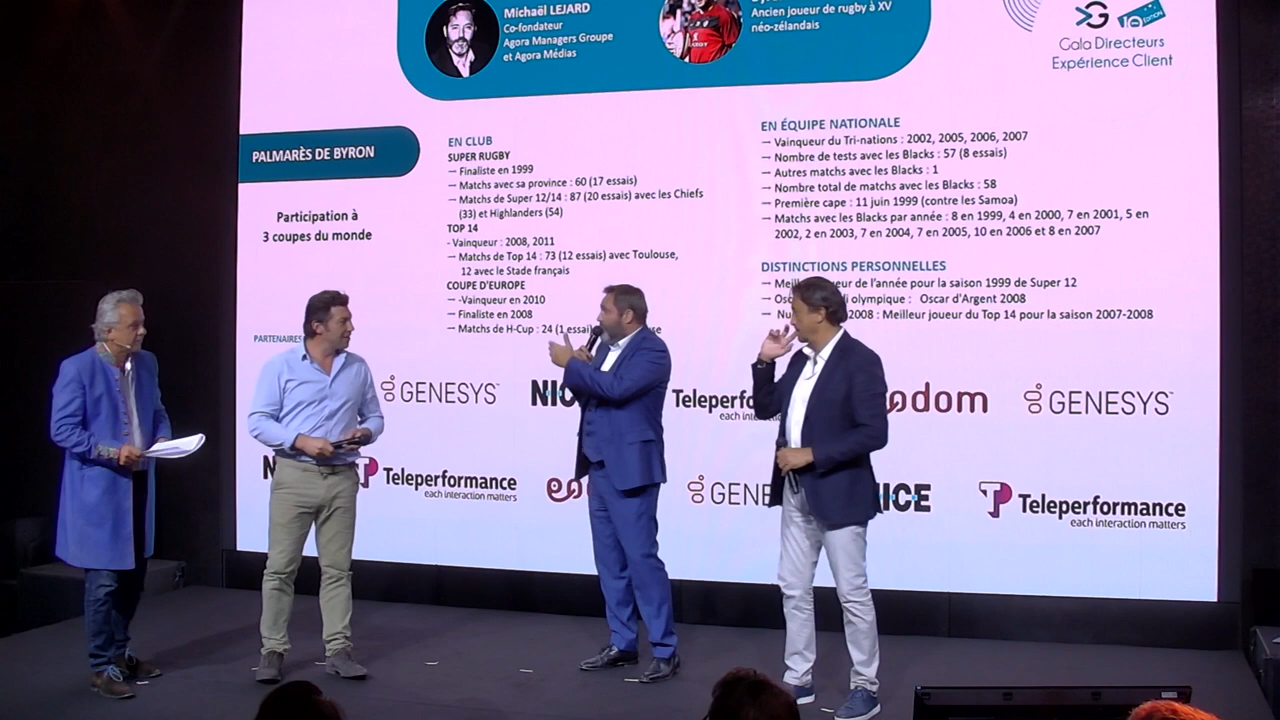 Michaël LEJARD
Co-fondateur
Agora Managers Groupe
et Agora Médias
Ancien joueur de rugby à XV
néo-zélandais
10 EDITION
Gala Directeurs
Expérience Client
PALMARÈS DE BYRON
Participation à
3 coupes du monde
EN CLUB
SUPER RUGBY
— Finaliste en 1999
— Matchs avec sa province : 60 (17 essais)
— Matchs de Super 12/14 : 87 (20 essais) avec les Chiefs
(33) et Highlanders (54)
TOP 14
- Vainqueur : 2008, 2011
— Matchs de Top 14 : 73 (12 essais) avec Toulouse,
12 avec le Stade français
COUPE D'EUROPE
— -Vainqueur en 2010
— Finaliste en 2008
— Matchs de H-Cup : 24 (1 essai)
EN ÉQUIPE NATIONALE
— Vainqueur du Tri-nations : 2002, 2005, 2006, 2007
— Nombre de tests avec les Blacks : 57 (8 essais)
— Autres matchs avec les Blacks : 1
— Nombre total de matchs avec les Blacks : 58
— Première cape : 11 juin 1999 (contre les Samoa)
— Matchs avec les Blacks par année : 8 en 1999, 4 en 2000, 7 en 2001, 5 en
2002, 2 en 2003, 7 en 2004, 7 en 2005, 10 en 2006 et 8 en 2007
DISTINCTIONS PERSONNELLES
— de l'année pour la saison 1999 de Super 12
— olympique : Oscar d'Argent 2008
— 2008 : Meilleur joueur du Top 14 pour la saison 2007-2008
PARTENAIRES
GENESYS GENESYS
each
Teleperformance NICE Teleperformance
each interaction matters each interaction matters